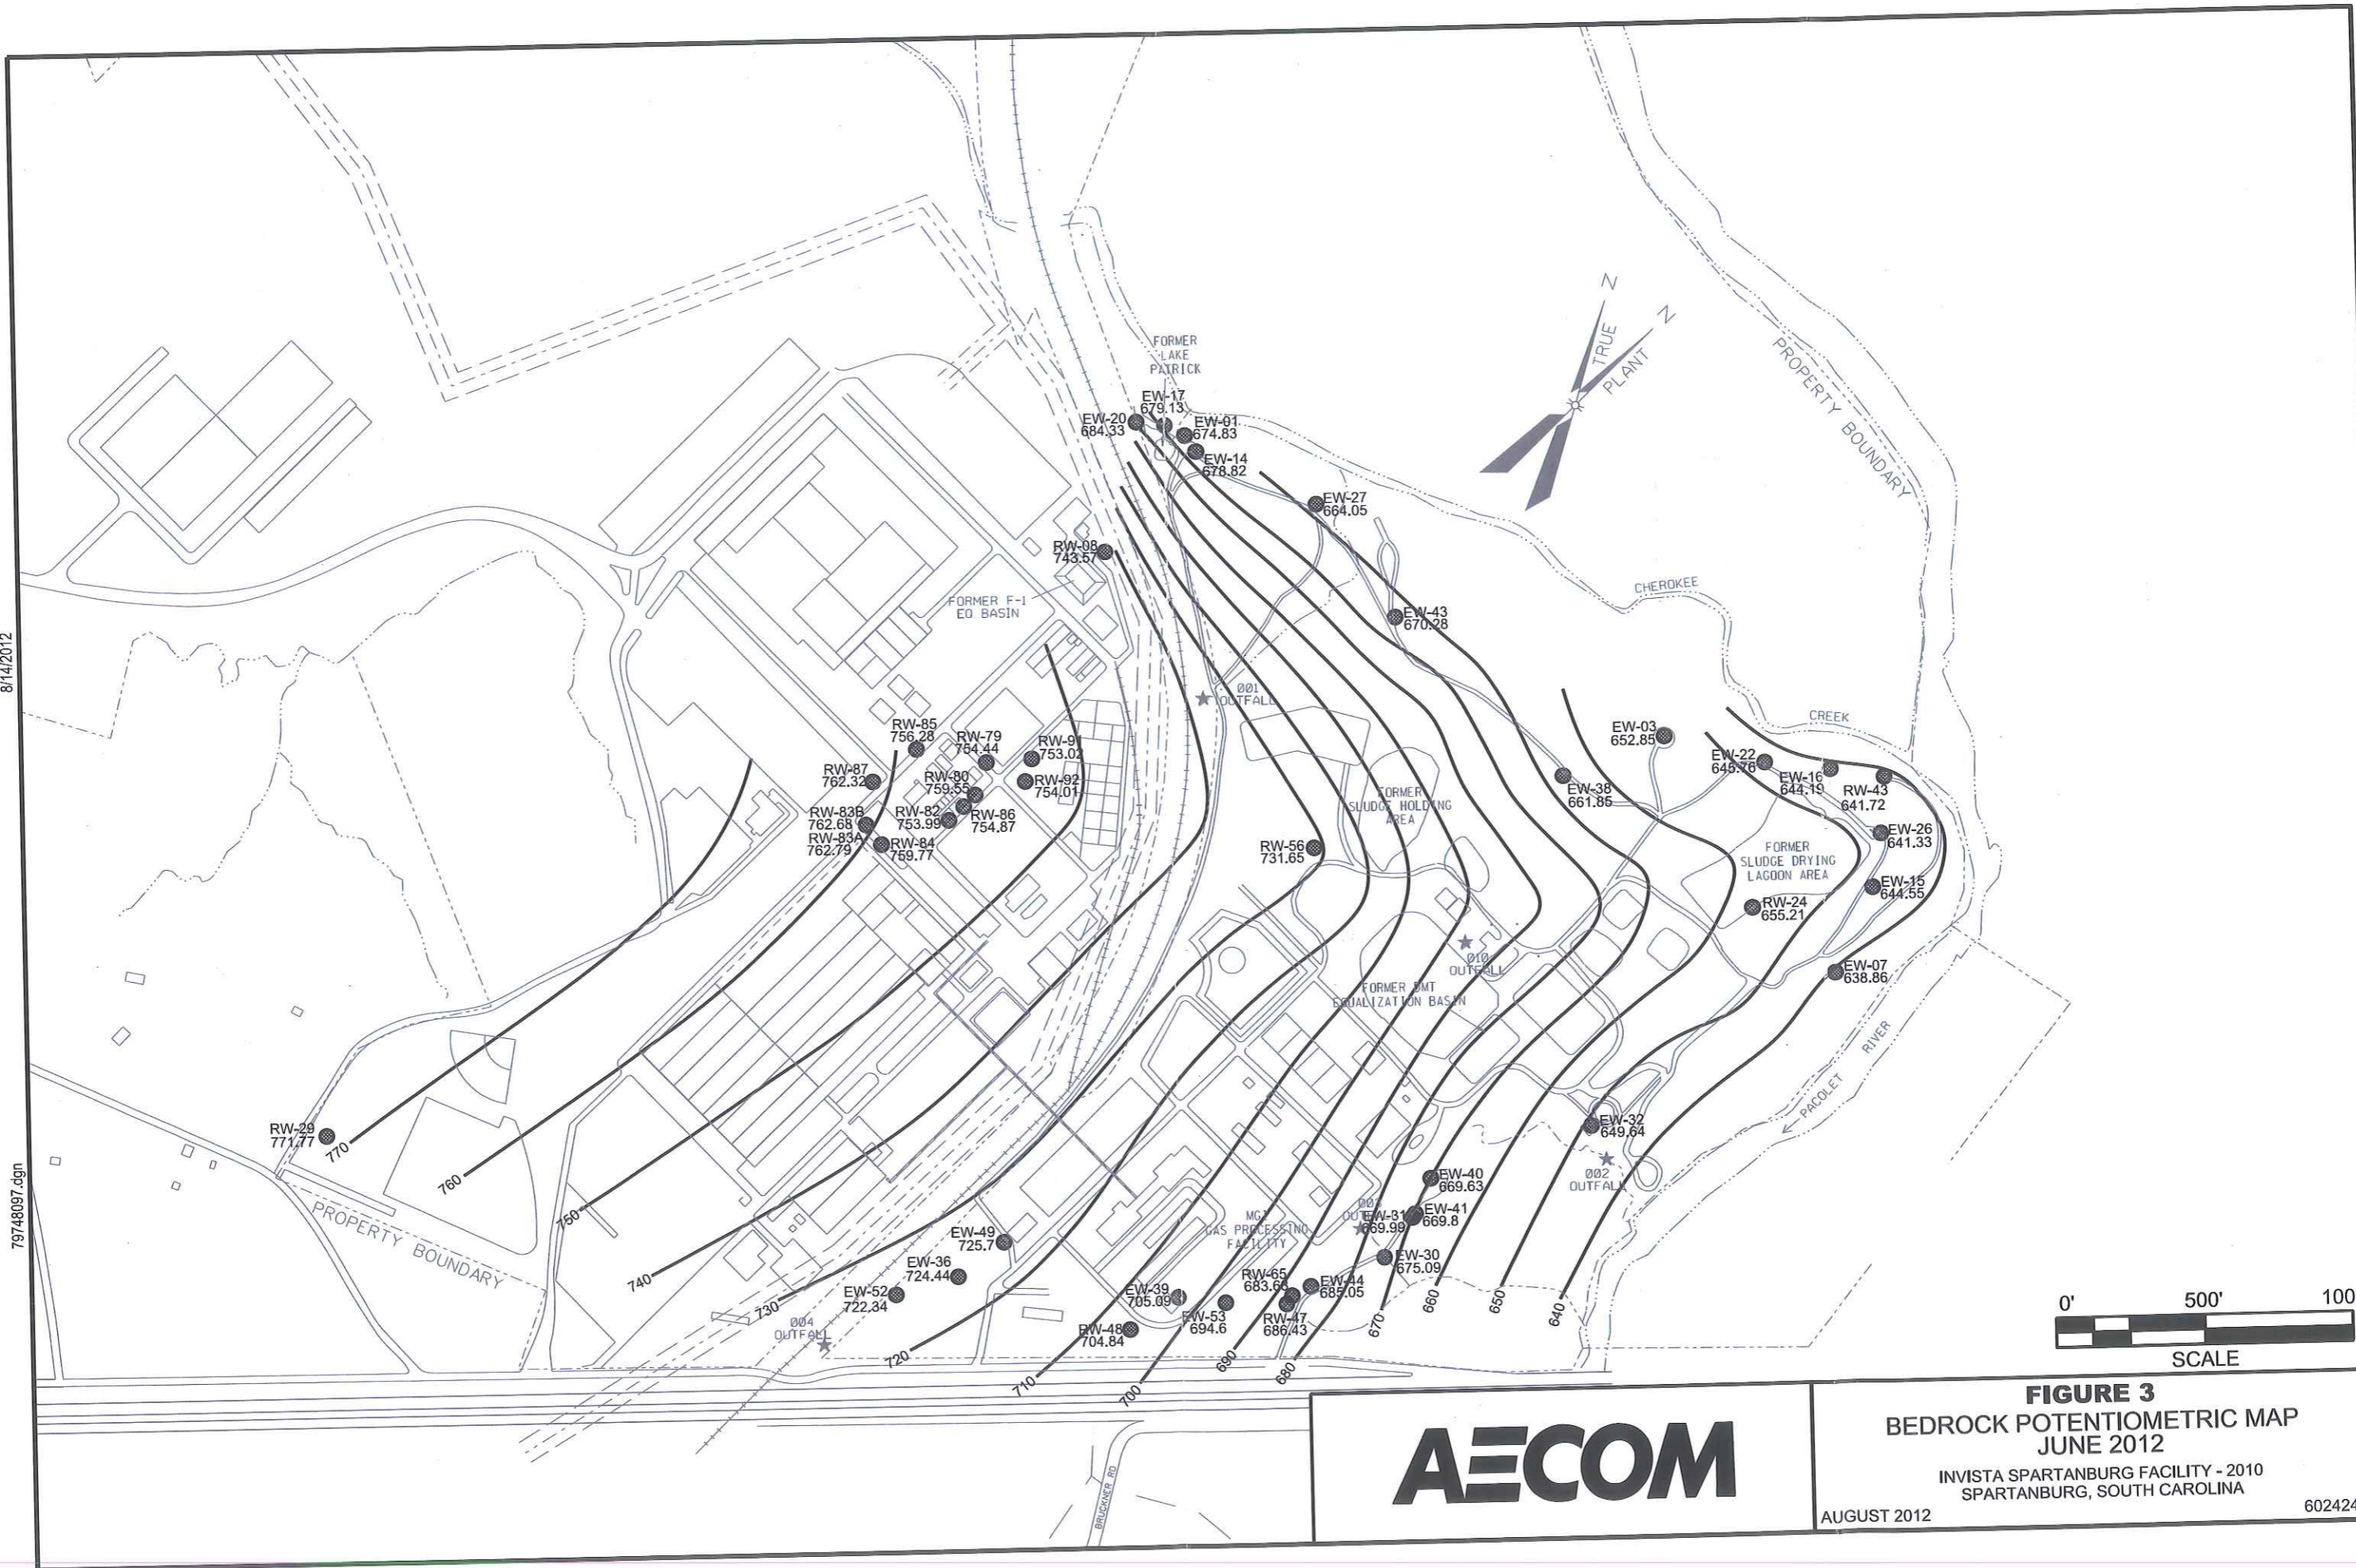 8/14/2012
79748097.dgn
FORMER
LAKE
PATRICK
EW-17
679.13
EW-20
684.33
EW-01
674.83
EW-14
678.82
EW-27
664.05
EW-43
670.28
RW-08
743.57
FORMER F-1
EQ BASIN
N
TRUE
N
PLANT
PROPERTY BOUNDARY
CHEROKEE
CREEK
001
OUTFALL
RW-85
756.28
RW-79
754.44
RW-91
753.02
RW-87
762.32
RW-80
759.55
RW-92
754.01
RW-83B
762.68
RW-83A
762.79
RW-82
753.99
RW-86
754.87
RW-84
759.77
EW-03
652.85
EW-22
645.76
EW-16
644.19
RW-43
641.72
EW-38
661.85
FORMER
SLUDGE HOLDING
AREA
RW-56
731.65
EW-26
641.33
FORMER
SLUDGE DRYING
LAGOON AREA
EW-15
644.55
RW-24
655.21
010
OUTFALL
FORMER DMT
EQUALIZATION BASIN
EW-07
638.86
PACOLET RIVER
RW-29
771.77
EW-32
649.64
002
OUTFALL
EW-40
669.63
003
EW-31
669.99
EW-41
669.8
EW-30
675.09
MG1
GAS PROCESSING
FACILITY
EW-49
725.7
EW-36
724.44
EW-52
722.34
004
OUTFALL
EW-39
705.09
EW-53
694.6
RW-65
683.63
EW-44
685.05
RW-47
686.43
RW-48
704.84
PROPERTY BOUNDARY
770
760
750
740
730
720
710
700
690
680
670
660
650
640
BRUCKNER RD
0' 500' 100
SCALE
AECOM
FIGURE 3
BEDROCK POTENTIOMETRIC MAP
JUNE 2012
INVISTA SPARTANBURG FACILITY - 2010
SPARTANBURG, SOUTH CAROLINA
AUGUST 2012
602424